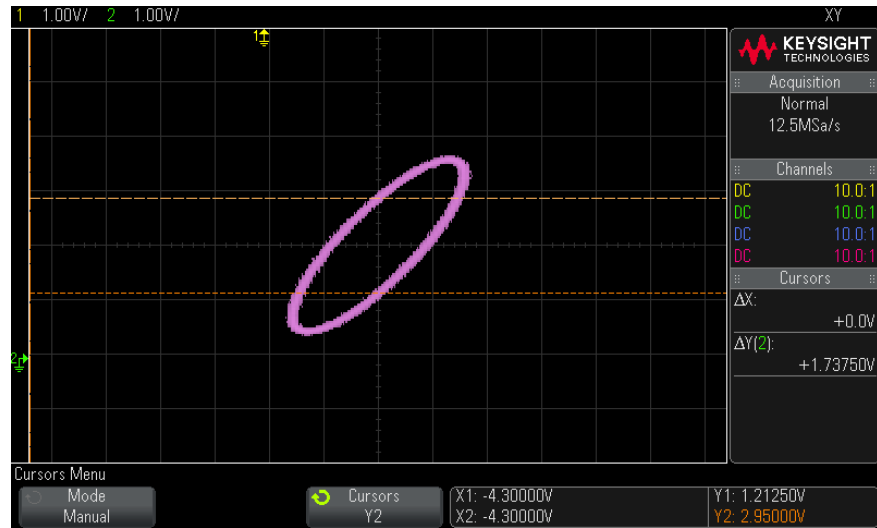 1 1.00V/ 2 1.00V/ XY
1
KEYSIGHT
TECHNOLOGIES
Acquisition
Normal
12.5MSa/s
Channels
DC 10.0:1
DC 10.0:1
DC 10.0:1
DC 10.0:1
Cursors
ΔX:
+0.0V
ΔY(2):
+1.73750V
2
Cursors Menu
Mode
Manual
Cursors
Y2
X1: -4.30000V
X2: -4.30000V
Y1: 1.21250V
Y2: 2.95000V